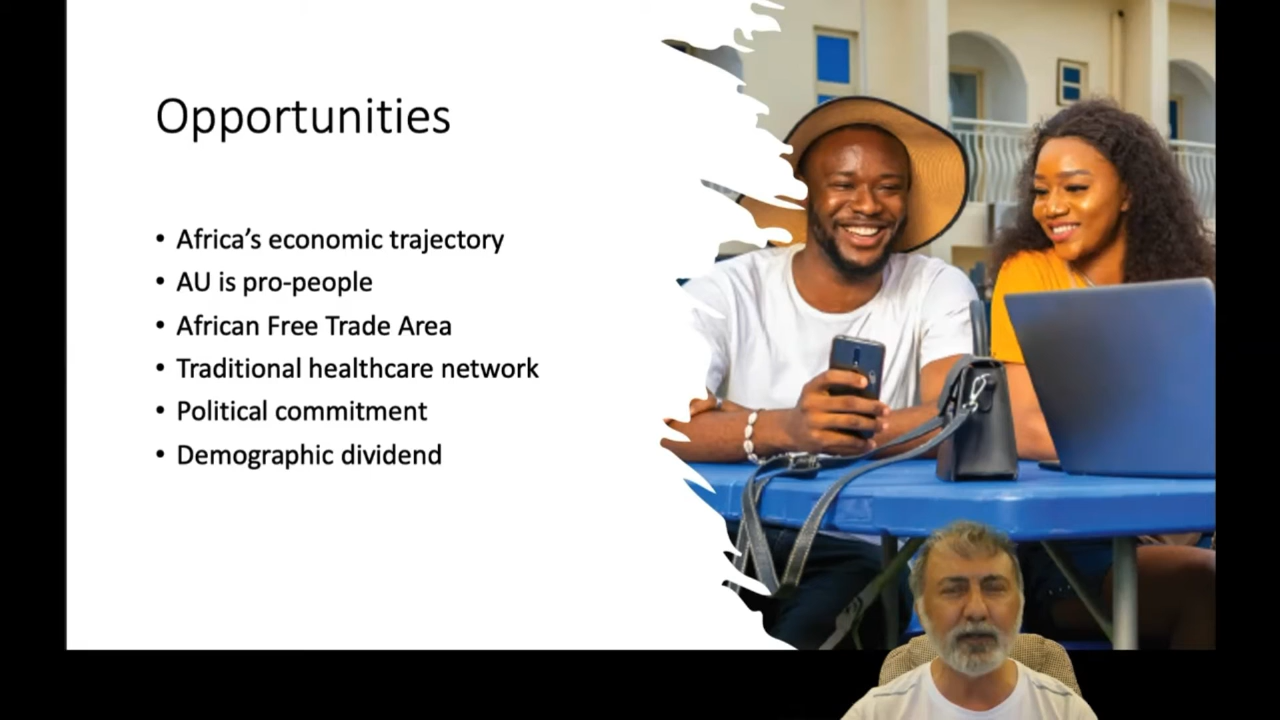 Opportunities
• Africa’s economic trajectory
• AU is pro-people
• African Free Trade Area
• Traditional healthcare network
• Political commitment
• Demographic dividend